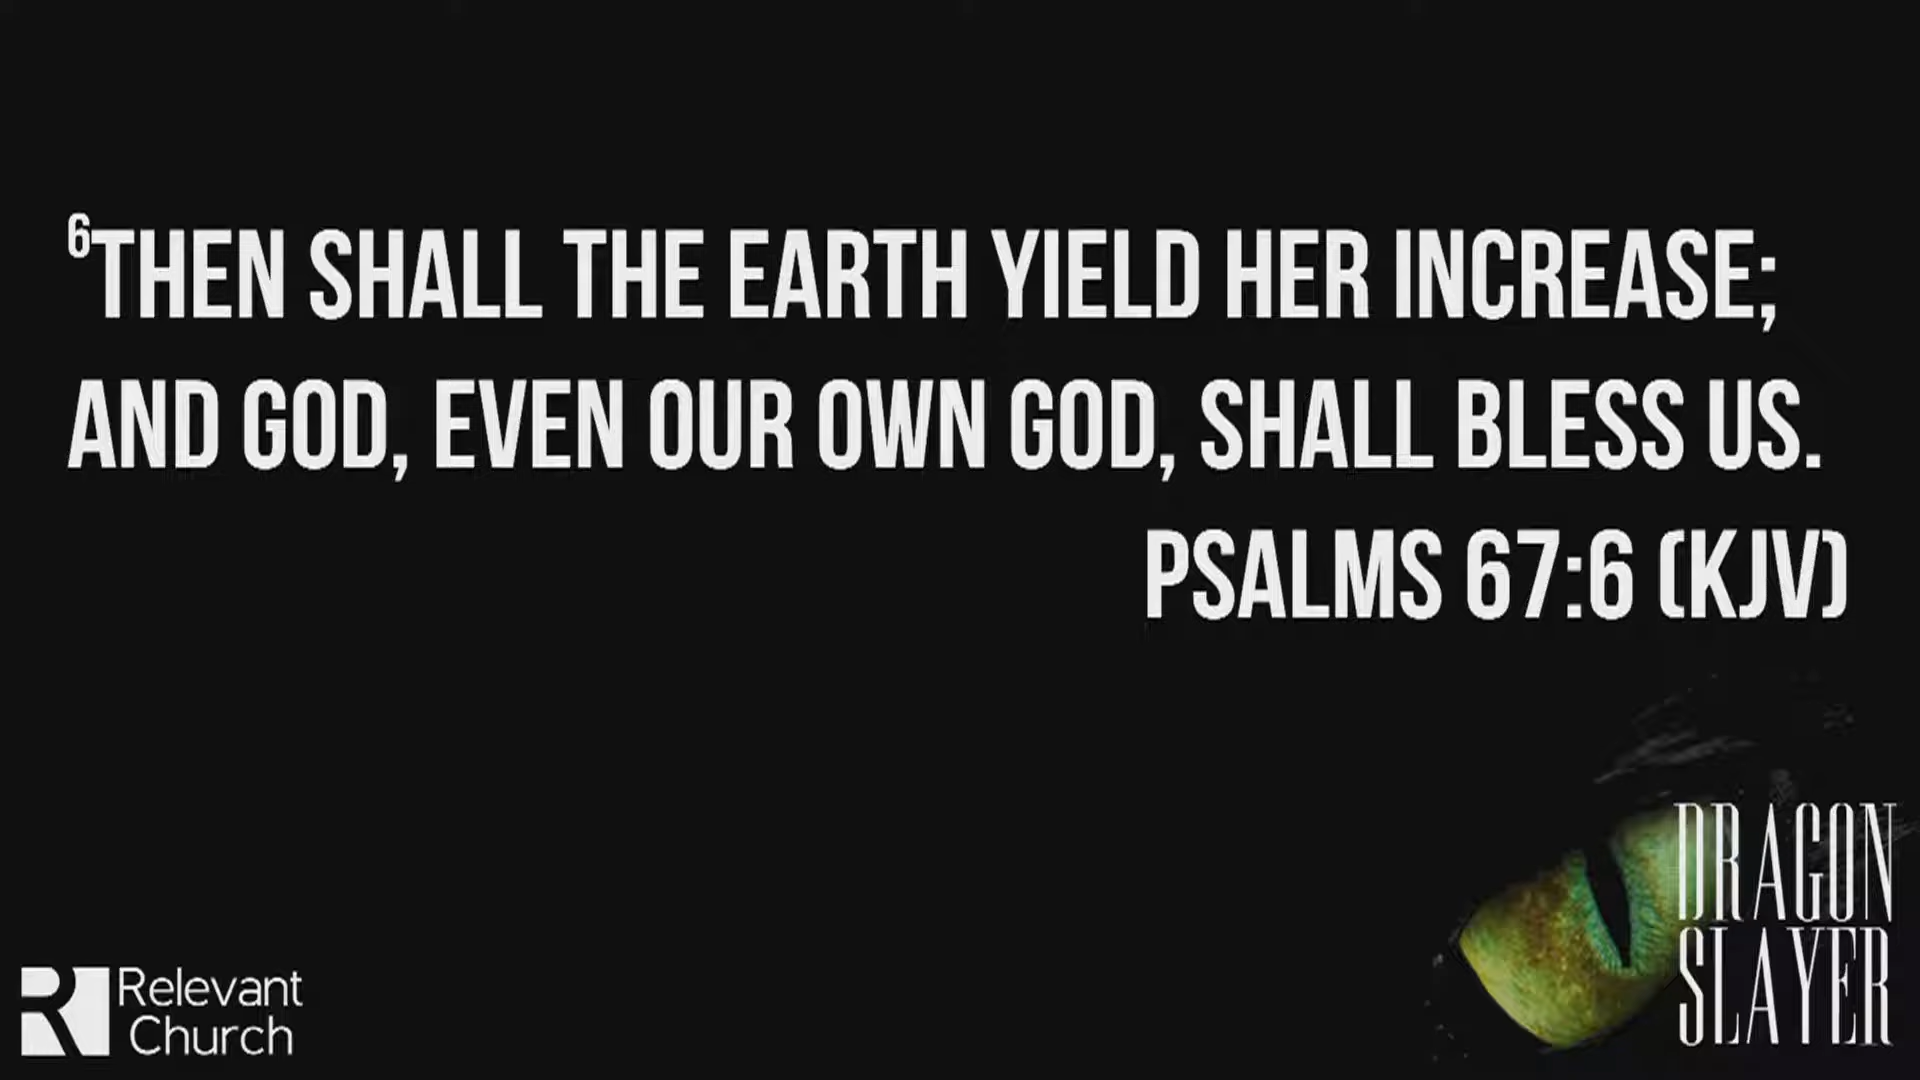 ⁶THEN SHALL THE EARTH YIELD HER INCREASE;
AND GOD, EVEN OUR OWN GOD, SHALL BLESS US.
PSALMS 67:6 (KJV)
DRAGON
SLAYER
R Relevant
Church